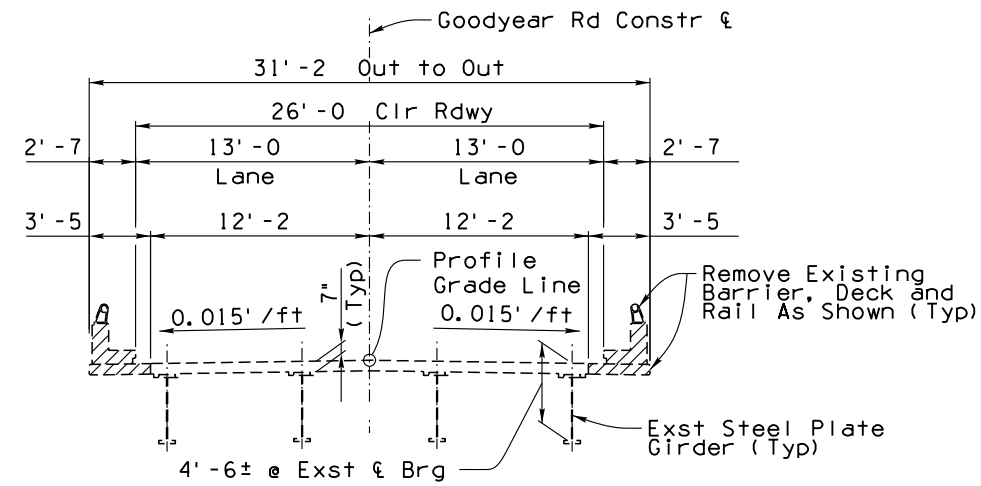 Goodyear Rd Constr ℄
31'-2 Out to Out
26'-0 Clr Rdwy
2'-7 13'-0 13'-0 2'-7
Lane Lane
3'-5 12'-2 12'-2 3'-5
Profile
Grade Line
7"
(Typ)
0.015'/ft 0.015'/ft
Remove Existing
Barrier, Deck and
Rail As Shown (Typ)
Exst Steel Plate
Girder (Typ)
4'-6± @ Exst ℄ Brg